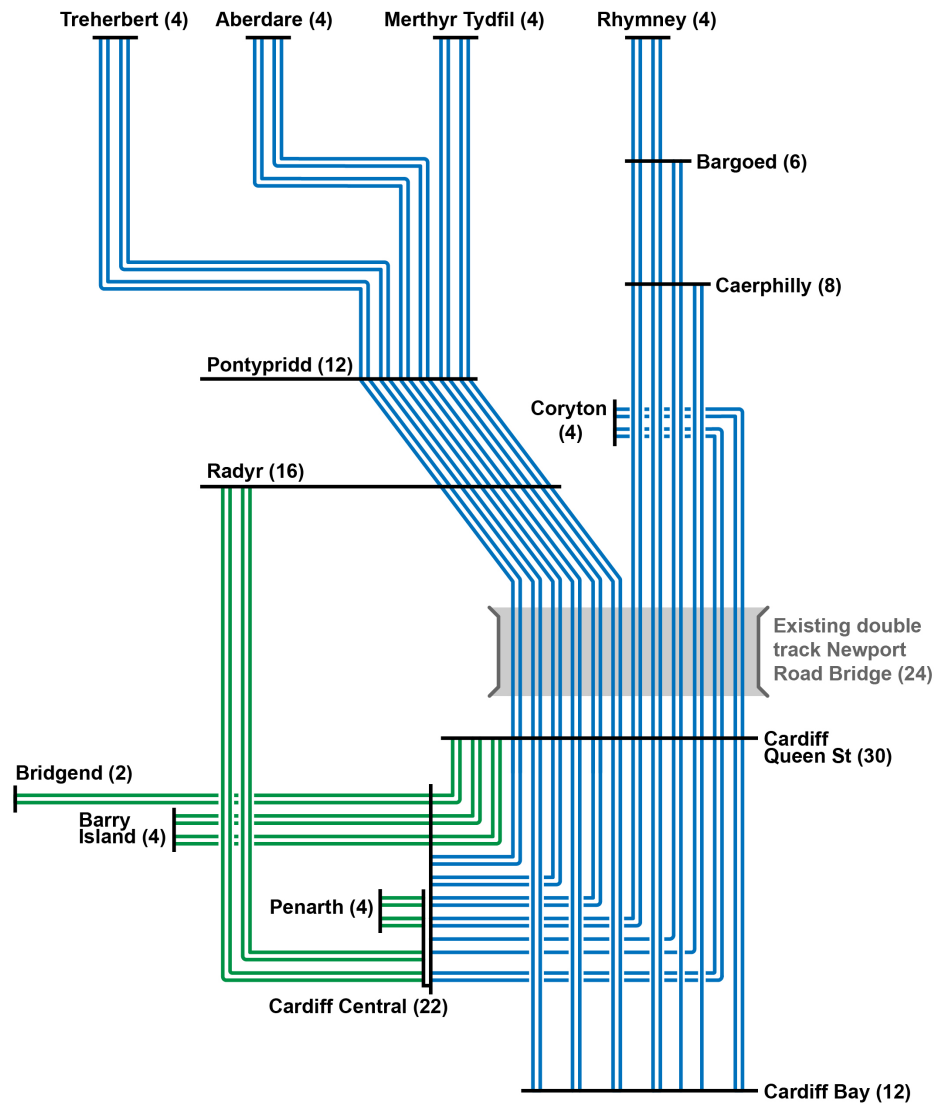 Treherbert (4)
Aberdare (4)
Merthyr Tydfil (4)
Rhymney (4)
Bargoed (6)
Caerphilly (8)
Pontypridd (12)
Coryton
(4)
Radyr (16)
Existing double
track Newport
Road Bridge (24)
Cardiff
Queen St (30)
Bridgend (2)
Barry
Island (4)
Penarth (4)
Cardiff Central (22)
Cardiff Bay (12)